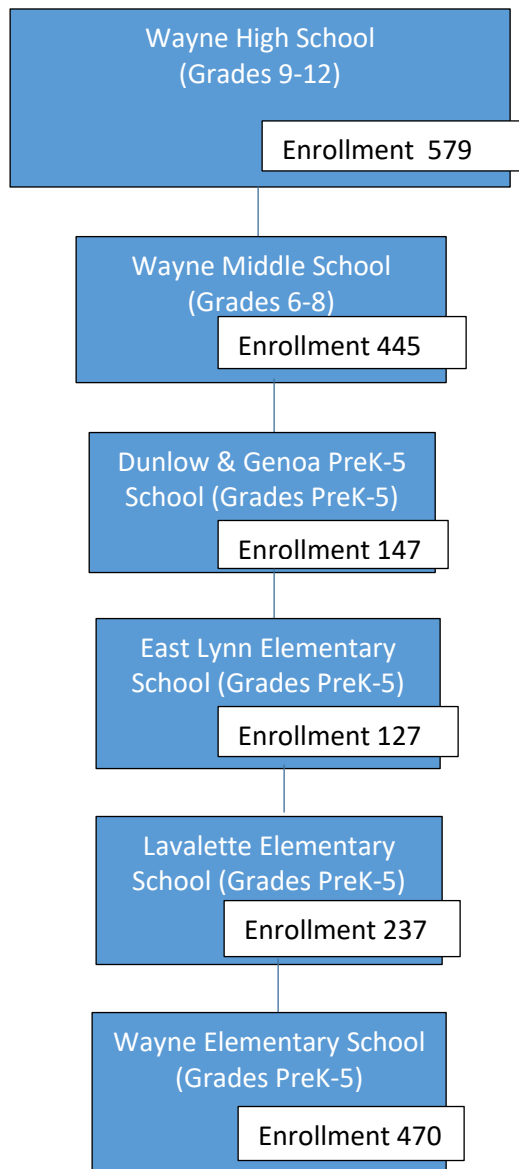 Wayne High School
(Grades 9-12)
Enrollment  579
Wayne Middle School
(Grades 6-8)
Enrollment 445
Dunlow & Genoa PreK-5
School (Grades PreK-5)
Enrollment 147
East Lynn Elementary
School (Grades PreK-5)
Enrollment 127
Lavalette Elementary
School (Grades PreK-5)
Enrollment 237
Wayne Elementary School
(Grades PreK-5)
Enrollment 470